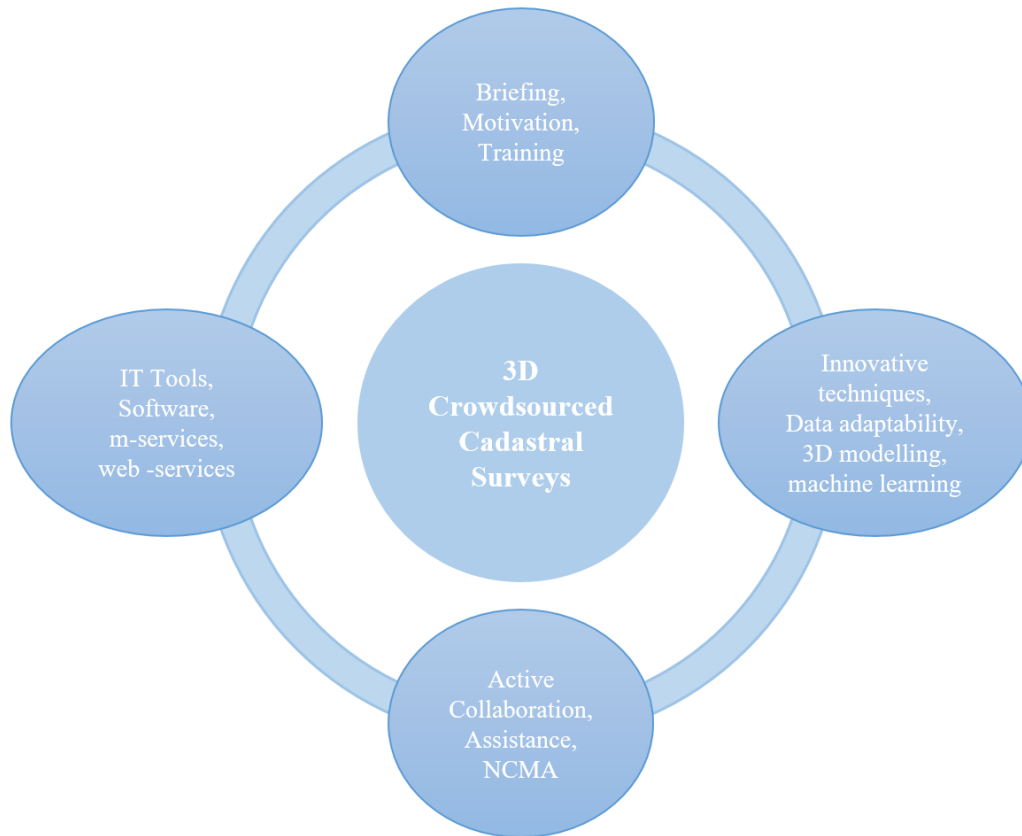 Briefing,
Motivation,
Training
IT Tools,
Software,
m-services,
web -services
3D
Crowdsourced
Cadastral
Surveys
Innovative
techniques,
Data adaptability,
3D modelling,
machine learning
Active
Collaboration,
Assistance,
NCMA